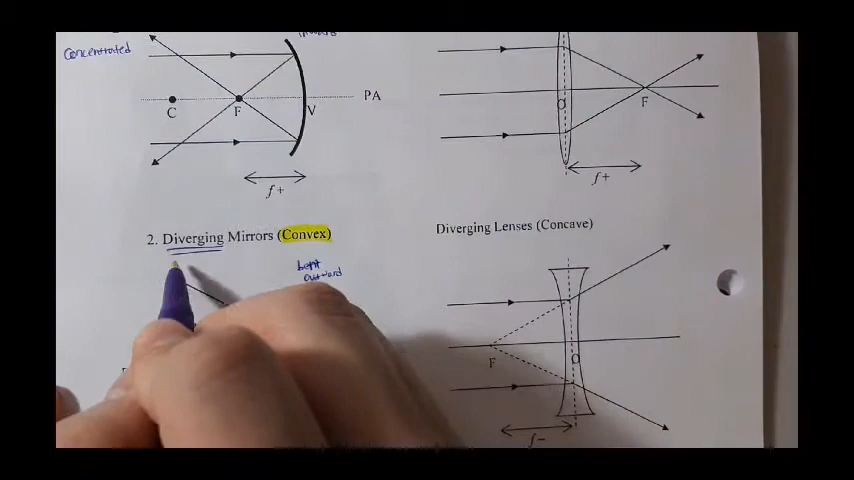 concentrated
C
F
V
PA
f+
O
F
f+
2. Diverging Mirrors (Convex)
bent
outward
Diverging Lenses (Concave)
F
O
f−